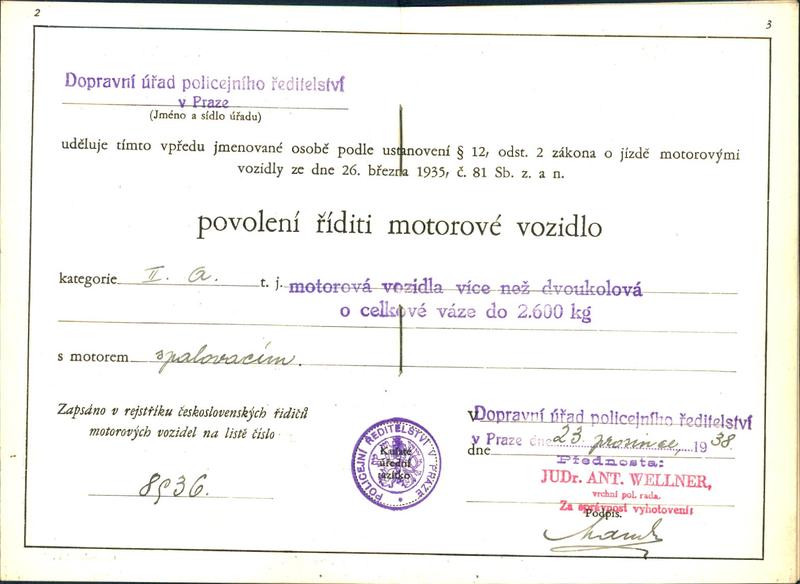 2
3
Dopravní úřad policejního ředitelství
v Praze
(Jméno a sídlo úřadu)
uděluje tímto vpředu jmenované osobě podle ustanovení § 12, odst. 2 zákona o jízdě motorovými
vozidly ze dne 26. března 1935, č. 81 Sb. z. a n.
povolení říditi motorové vozidlo
kategorie II. a. t. j. motorová vozidla více než dvoukolová
o celkové váze do 2.600 kg
s motorem spalovacím.
Zapsáno v rejstříku československých řidičů
motorových vozidel na listě číslo
8936.
POLICEJNÍ ŘEDITELSTVÍ V PRAZE
Kulaté
úřední
razítko
V Dopravní úřad policejního ředitelství
v Praze dne 23. prosince, 1938.
dne
Přednosta:
JUDr. ANT. WELLNER,
vrchní pol. rada.
Za správnost vyhotovení:
Podpis.